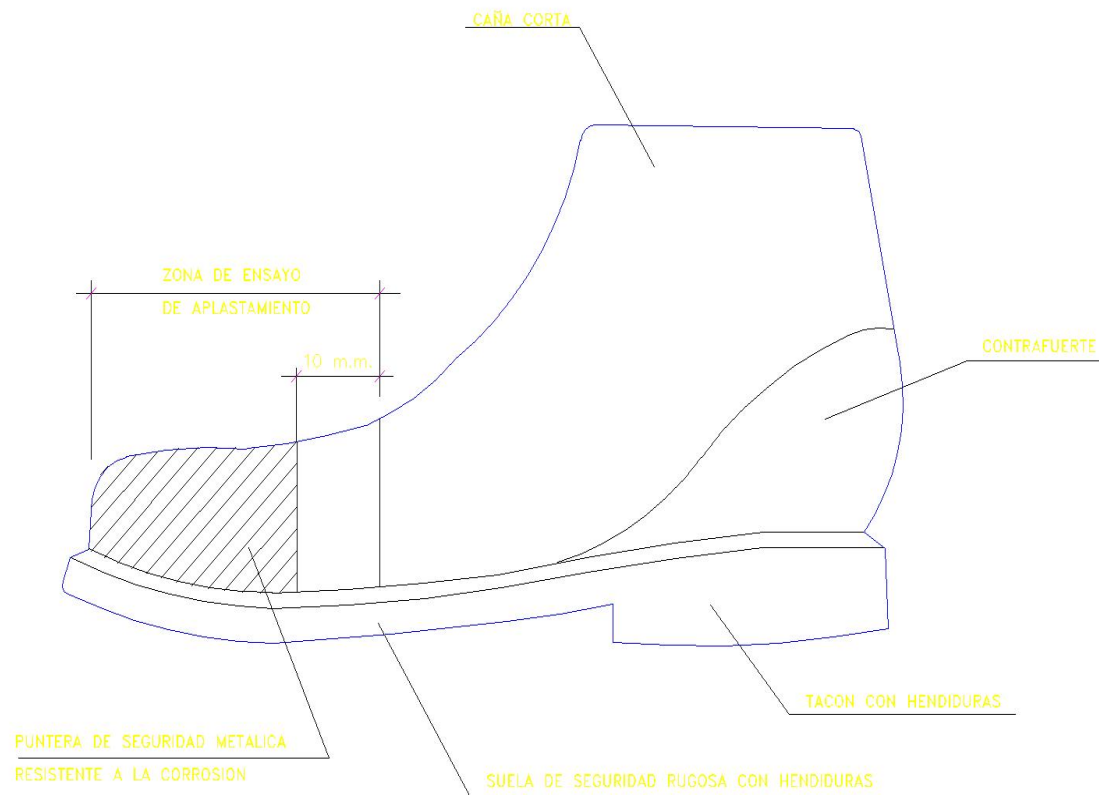 CAÑA CORTA
ZONA DE ENSAYO
DE APLASTAMIENTO
10 m.m.
CONTRAFUERTE
TACON CON HENDIDURAS
PUNTERA DE SEGURIDAD METALICA
RESISTENTE A LA CORROSION
SUELA DE SEGURIDAD RUGOSA CON HENDIDURAS